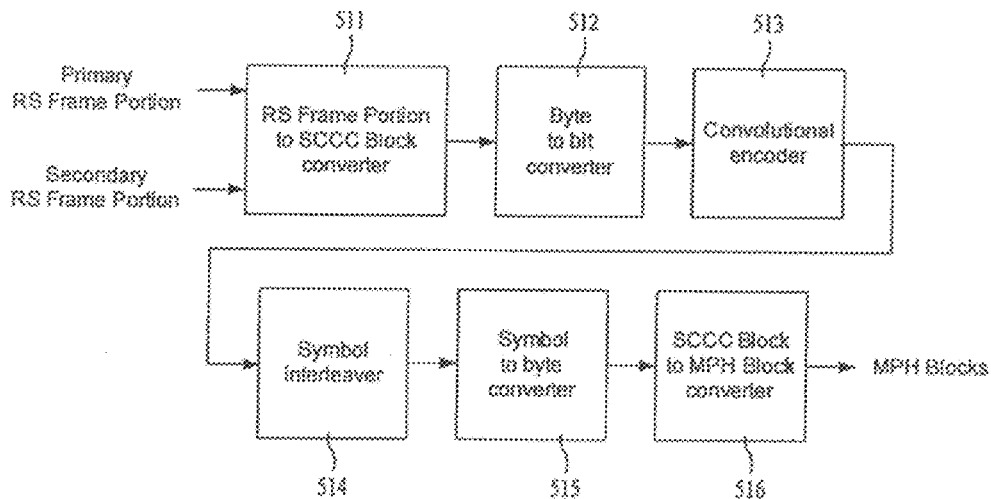 511
512
513
Primary
RS Frame Portion
Secondary
RS Frame Portion
RS Frame Portion
to SCCC Block
converter
Byte
to bit
converter
Convolutional
encoder
Symbol
interleaver
Symbol
to byte
converter
SCCC Block
to MPH Block
converter
MPH Blocks
514
515
516